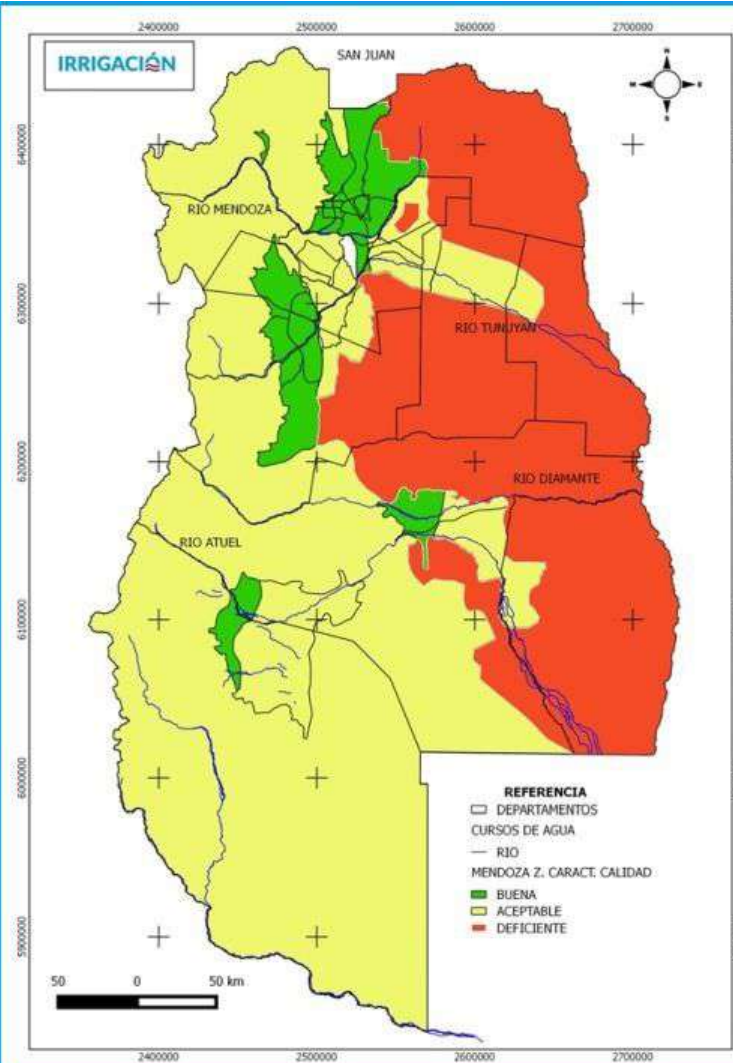 2400000 2500000 2600000 2700000
IRRIGACIÓN
SAN JUAN
N
W E
S
6400000
RIO MENDOZA
6300000
RIO TUNUYAN
6200000
RIO DIAMANTE
RIO ATUEL
6100000
6000000
REFERENCIA
DEPARTAMENTOS
CURSOS DE AGUA
RIO
MENDOZA Z. CARACT. CALIDAD
BUENA
ACEPTABLE
DEFICIENTE
5900000
50 0 50 km
2400000 2500000 2600000 2700000